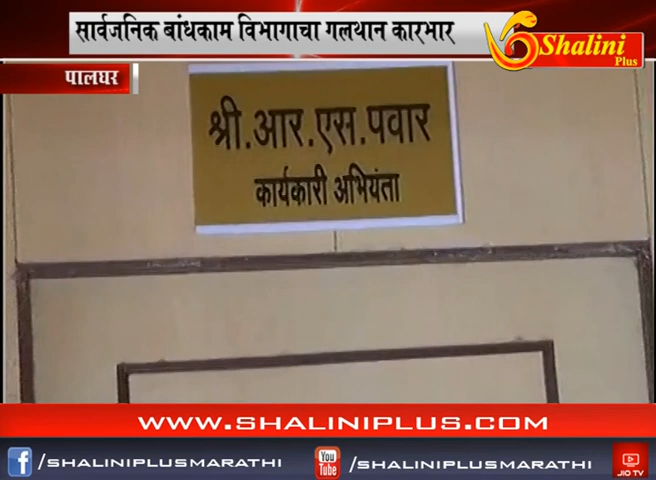 सार्वजनिक बांधकाम विभागाचा गलथान कारभार
Shalini
Plus
पालघर
श्री.आर.एस.पवार
कार्यकारी अभियंता
WWW.SHALINIPLUS.COM
f /SHALINIPLUSMARATHI
You Tube /SHALINIPLUSMARATHI
JIO TV